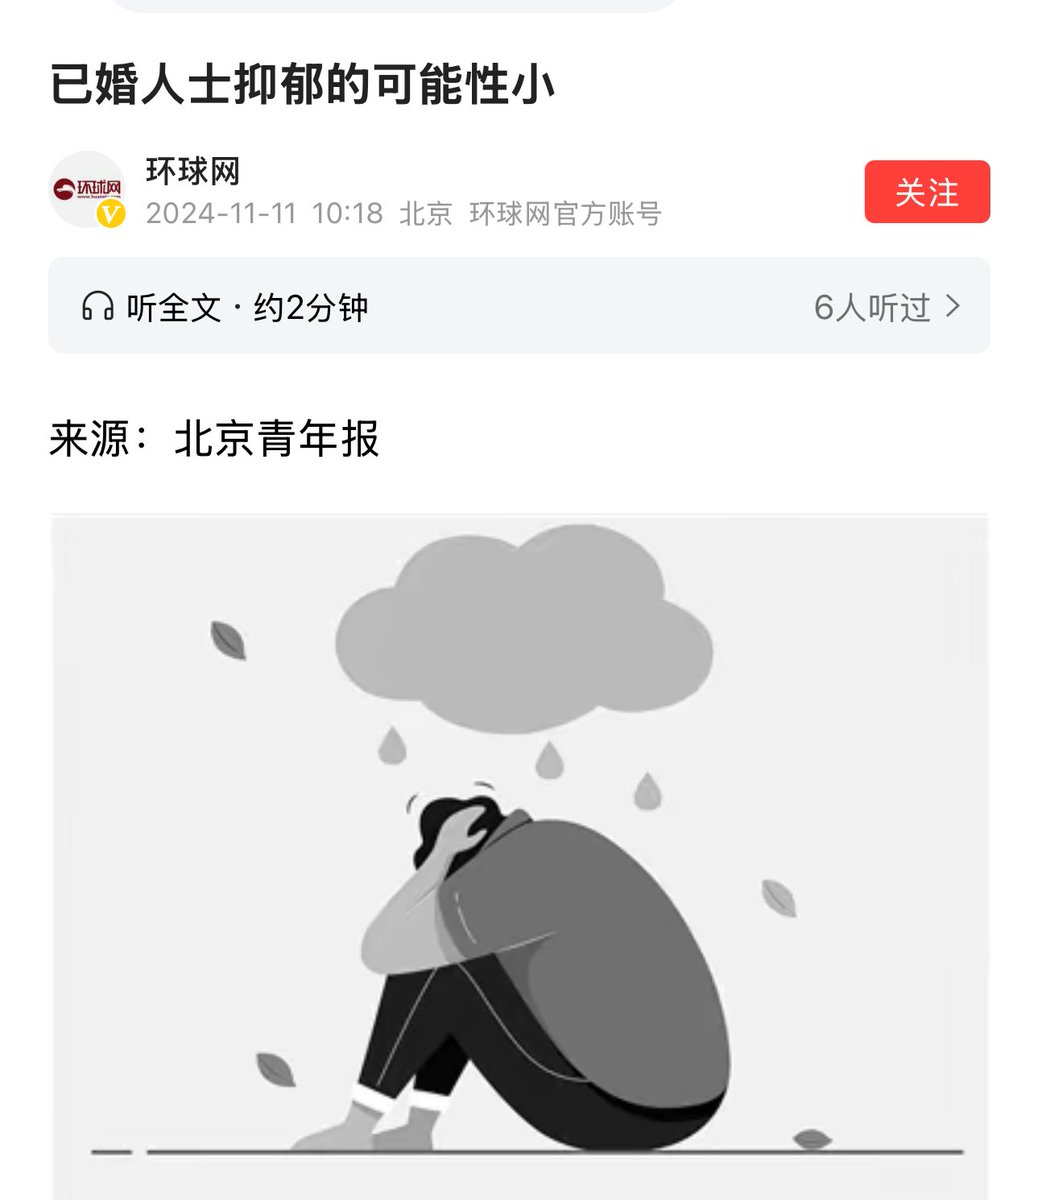 已婚人士抑郁的可能性小
环球网
环球网
2024-11-11 10:18 北京 环球网官方账号
关注
听全文·约2分钟
6人听过
来源：北京青年报